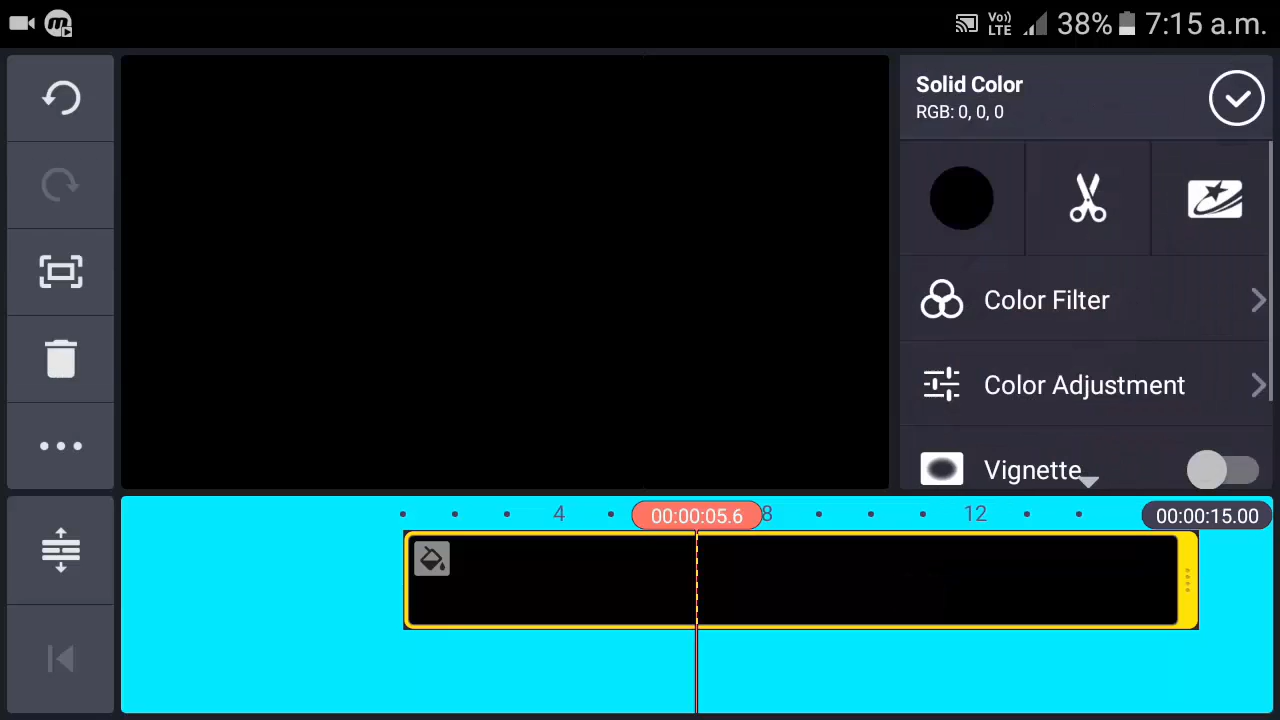 Vo)) LTE 38% 7:15 a.m.
Solid Color
RGB: 0, 0, 0
Color Filter
Color Adjustment
Vignette
4 00:00:05.6 8 12 00:00:15.00